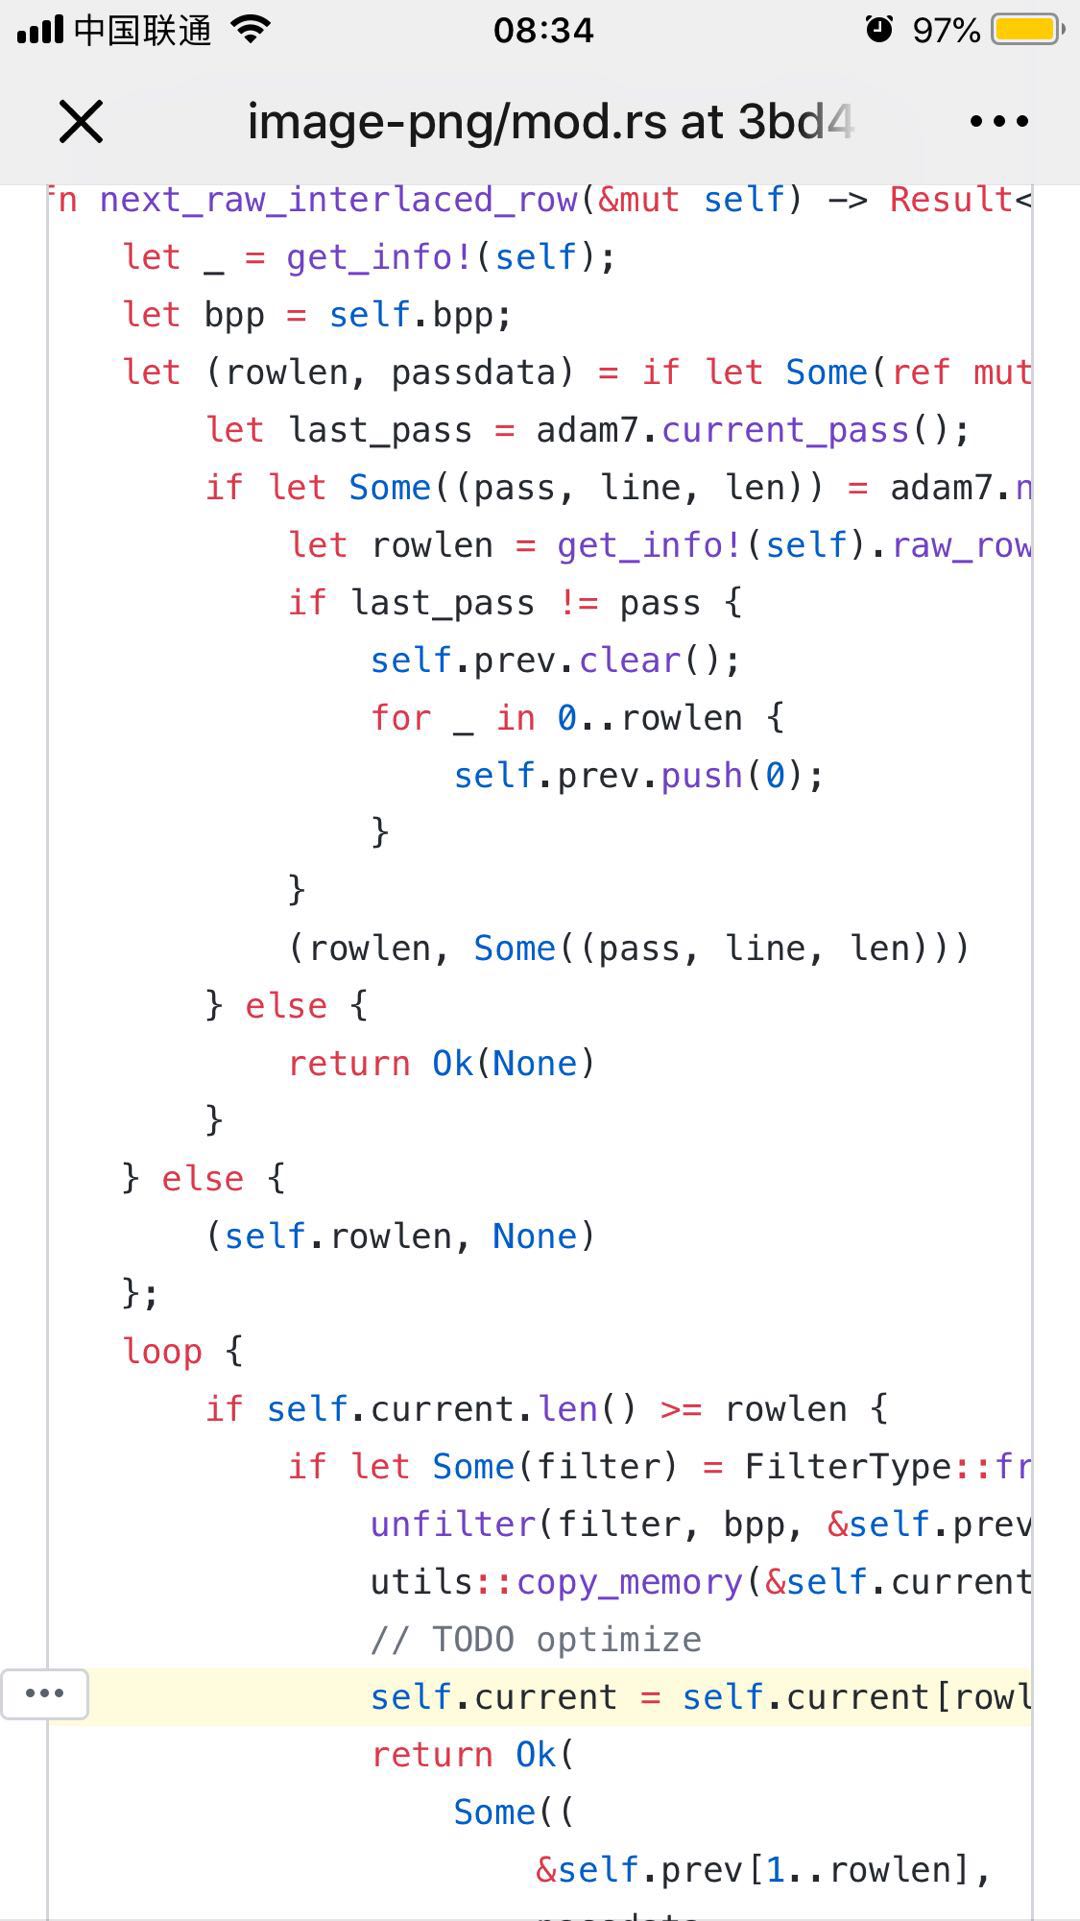 中国联通 08:34 97%
image-png/mod.rs at 3bd4
fn next_raw_interlaced_row(&mut self) -> Result<
let _ = get_info!(self);
let bpp = self.bpp;
let (rowlen, passdata) = if let Some(ref mut
let last_pass = adam7.current_pass();
if let Some((pass, line, len)) = adam7.n
let rowlen = get_info!(self).raw_row
if last_pass != pass {
self.prev.clear();
for _ in 0..rowlen {
self.prev.push(0);
}
}
(rowlen, Some((pass, line, len)))
} else {
return Ok(None)
}
} else {
(self.rowlen, None)
};
loop {
if self.current.len() >= rowlen {
if let Some(filter) = FilterType::fr
unfilter(filter, bpp, &self.prev
utils::copy_memory(&self.current
// TODO optimize
self.current = self.current[rowl
return Ok(
Some((
&self.prev[1..rowlen],